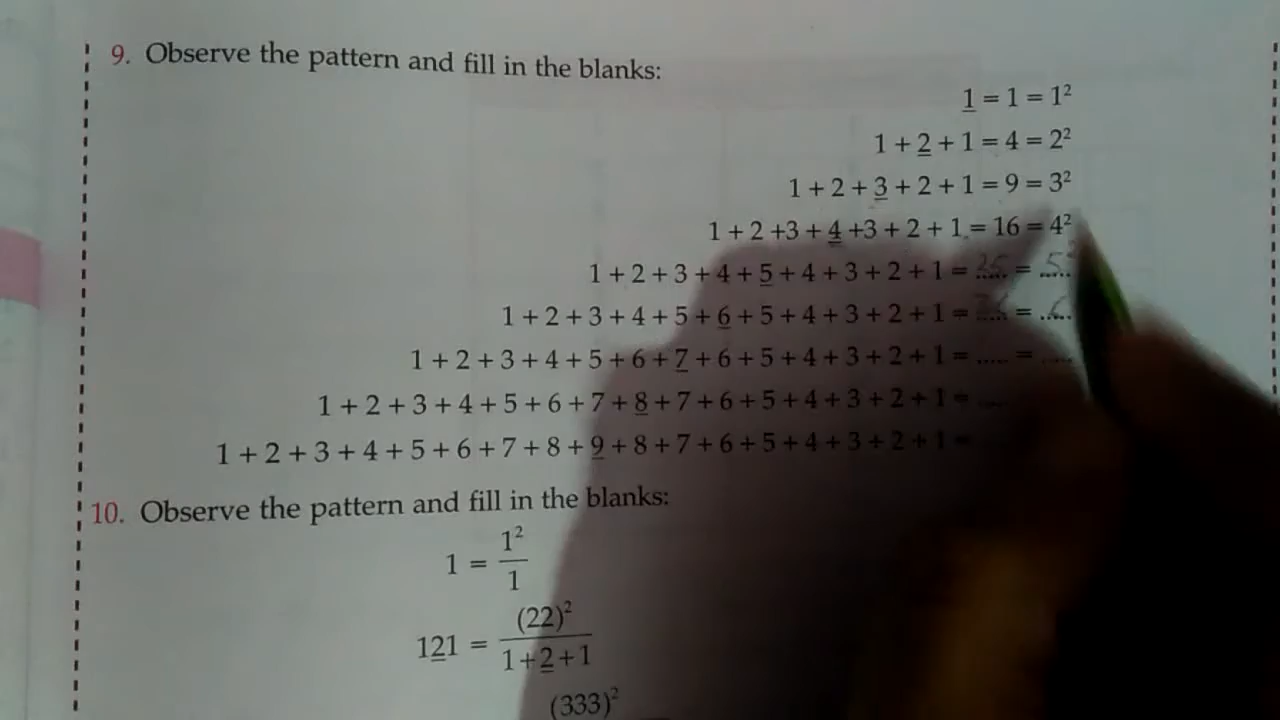 9. Observe the pattern and fill in the blanks:
1 = 1 = 1²
1 + 2 + 1 = 4 = 2²
1 + 2 + 3 + 2 + 1 = 9 = 3²
1 + 2 +3 + 4 +3 + 2 + 1 = 16 = 4²
1 + 2 + 3 + 4 + 5 + 4 + 3 + 2 + 1 = 25 = 5²
1 + 2 + 3 + 4 + 5 + 6 + 5 + 4 + 3 + 2 + 1 = 36 = 6
1 + 2 + 3 + 4 + 5 + 6 + 7 + 6 + 5 + 4 + 3 + 2 + 1 = ..... = .....
1 + 2 + 3 + 4 + 5 + 6 + 7 + 8 + 7 + 6 + 5 + 4 + 3 + 2 + 1 = .....
1 + 2 + 3 + 4 + 5 + 6 + 7 + 8 + 9 + 8 + 7 + 6 + 5 + 4 + 3 + 2 + 1 =
10. Observe the pattern and fill in the blanks:
1 = 1²/1
121 = (22)²/1+2+1
(333)²